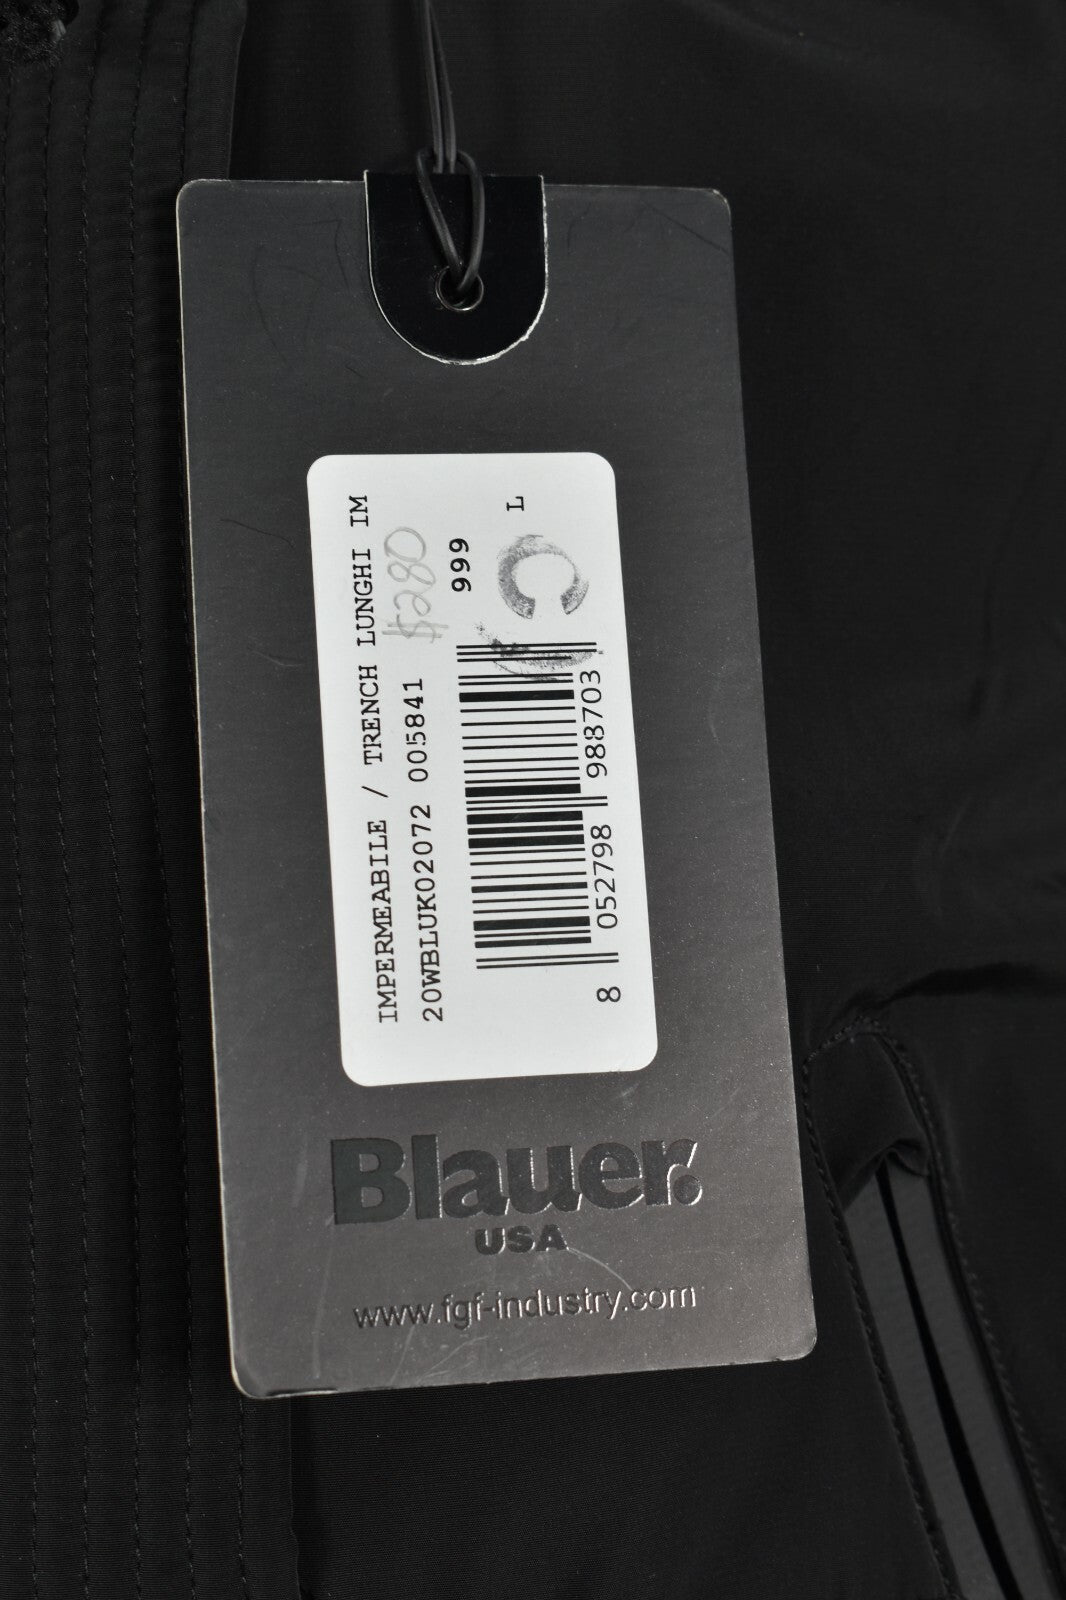 IMPERMEABILE / TRENCH LUNGHI IM
$280
20WBLUK02072 005841
999
L
C
8 052798 988703
Blauer.
USA
www.fgf-industry.com